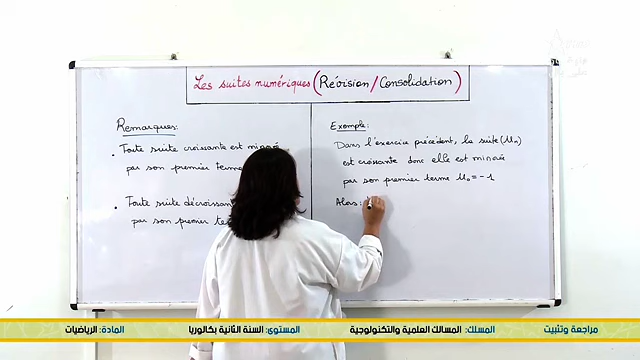 Les suites numériques (Révision/Consolidation)
Remarques:
• Toute suite croissante est minorée
par son premier terme
• Toute suite décroissan
par son premier te
Exemple:
Dans l'exercice précédent, la suite (Un)
est croissante donc elle est minorée
par son premier terme U0 = -1
Alors:
مراجعة وتثبيت
المسلك: المسالك العلمية والتكنولوجية
المستوى: السنة الثانية بكالوريا
المادة: الرياضيات